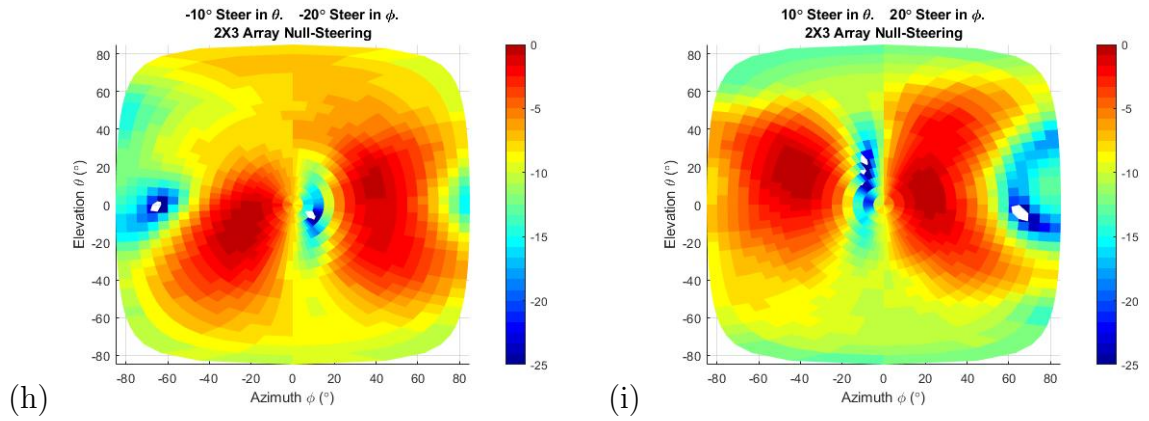 -10° Steer in θ. -20° Steer in ϕ.
2X3 Array Null-Steering
80
60
40
20
0
-20
-40
-60
-80
Elevation θ (°)
-80 -60 -40 -20 0 20 40 60 80
Azimuth ϕ (°)
0
-5
-10
-15
-20
-25
(h)
10° Steer in θ. 20° Steer in ϕ.
2X3 Array Null-Steering
80
60
40
20
0
-20
-40
-60
-80
Elevation θ (°)
-80 -60 -40 -20 0 20 40 60 80
Azimuth ϕ (°)
0
-5
-10
-15
-20
-25
(i)